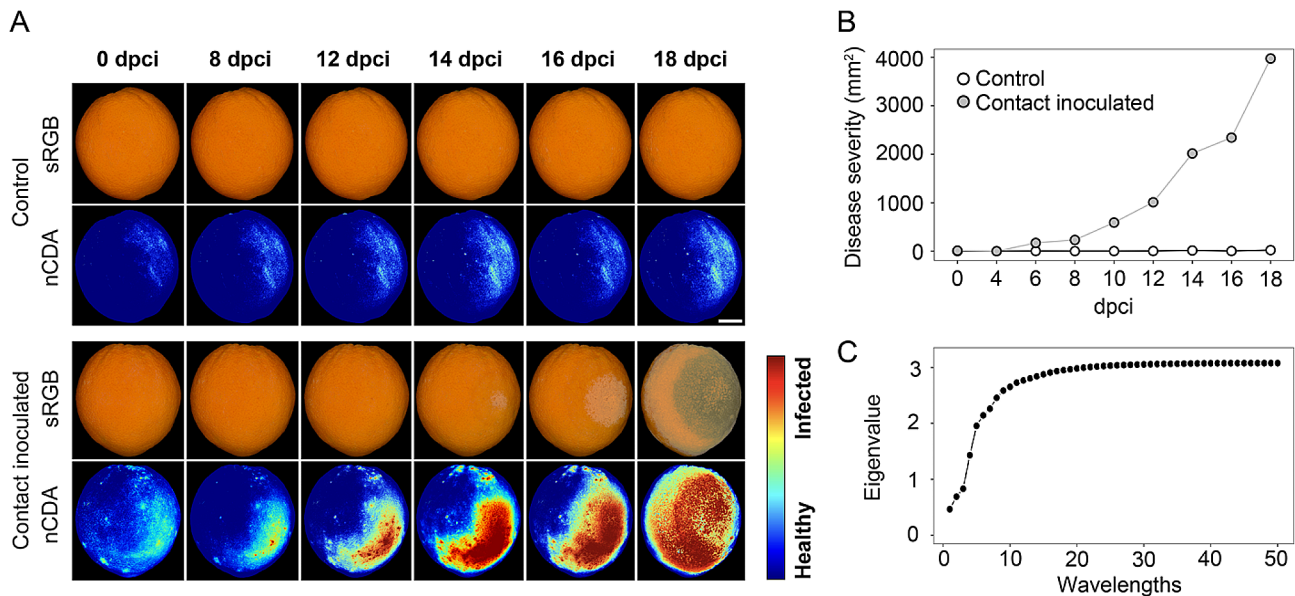 A
0 dpci 8 dpci 12 dpci 14 dpci 16 dpci 18 dpci
Control
sRGB
nCDA
Contact inoculated
sRGB
nCDA
Infected
Healthy
B
Disease severity (mm²)
4000
3000
2000
1000
0
Control
Contact inoculated
0 4 6 8 10 12 14 16 18
dpci
C
Eigenvalue
3
2
1
0
0 10 20 30 40 50
Wavelengths